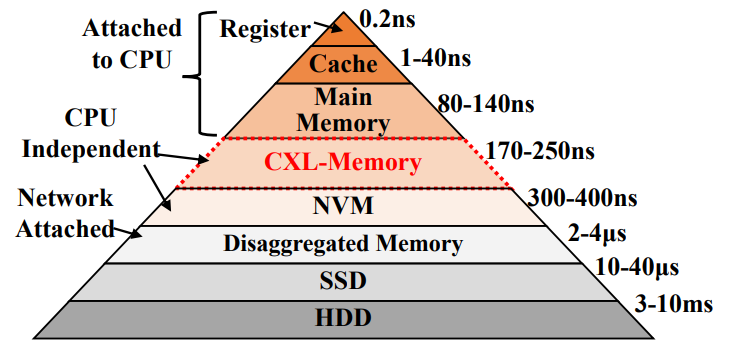 Attached
to CPU
Register
0.2ns
Cache
1-40ns
Main
Memory
80-140ns
CPU
Independent
CXL-Memory
170-250ns
Network
Attached
NVM
300-400ns
Disaggregated Memory
2-4μs
SSD
10-40μs
HDD
3-10ms